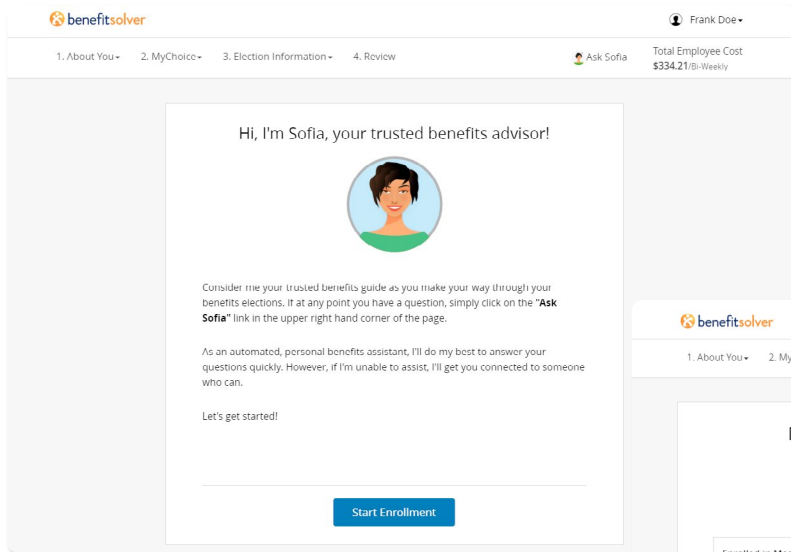 benefitsolver
Frank Doe
1. About You 2. MyChoice 3. Election Information 4. Review Ask Sofia Total Employee Cost
$334.21/Bi-Weekly
Hi, I'm Sofia, your trusted benefits advisor!
Consider me your trusted benefits guide as you make your way through your
benefits elections. If at any point you have a question, simply click on the "Ask
Sofia" link in the upper right hand corner of the page.
As an automated, personal benefits assistant, I'll do my best to answer your
questions quickly. However, if I'm unable to assist, I'll get you connected to someone
who can.
Let's get started!
Start Enrollment
benefitsolver
1. About You 2. My